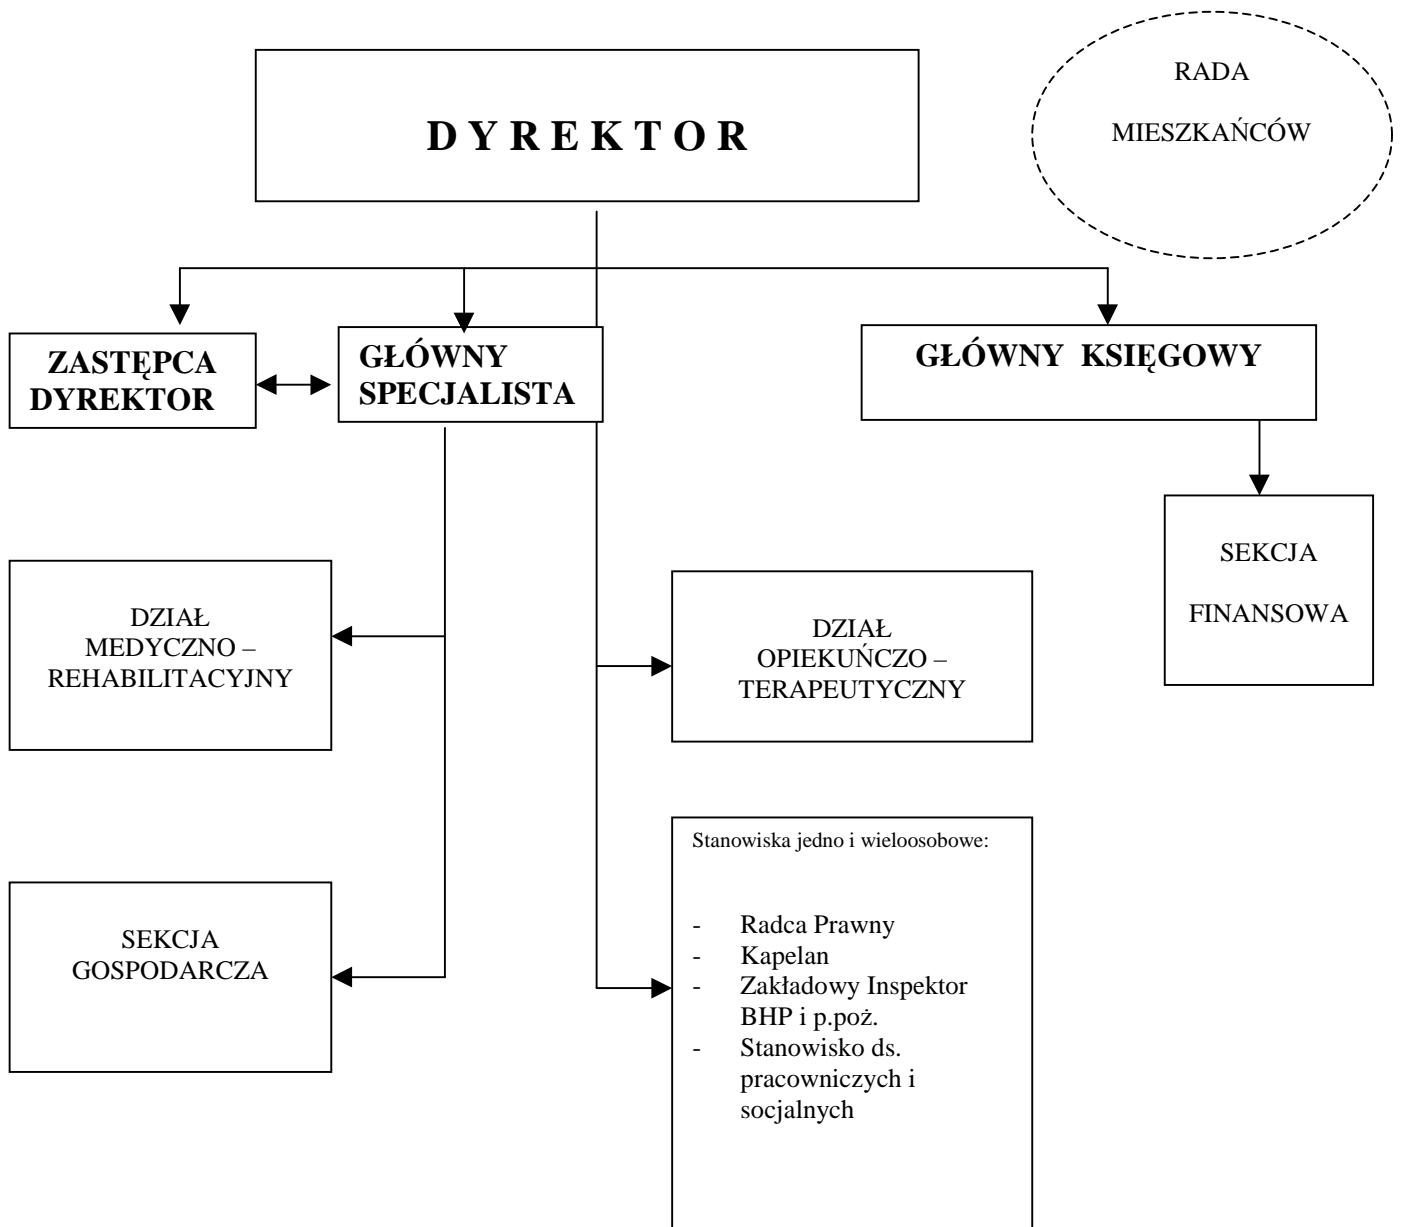 D Y R E K T O R
RADA
MIESZKAŃCÓW
ZASTĘPCA
DYREKTOR
GŁÓWNY
SPECJALISTA
GŁÓWNY KSIĘGOWY
SEKCJA
FINANSOWA
DZIAŁ
MEDYCZNO –
REHABILITACYJNY
DZIAŁ
OPIEKUŃCZO –
TERAPEUTYCZNY
SEKCJA
GOSPODARCZA
Stanowiska jedno i wieloosobowe:
- Radca Prawny
- Kapelan
- Zakładowy Inspektor
BHP i p.poż.
- Stanowisko ds.
pracowniczych i
socjalnych